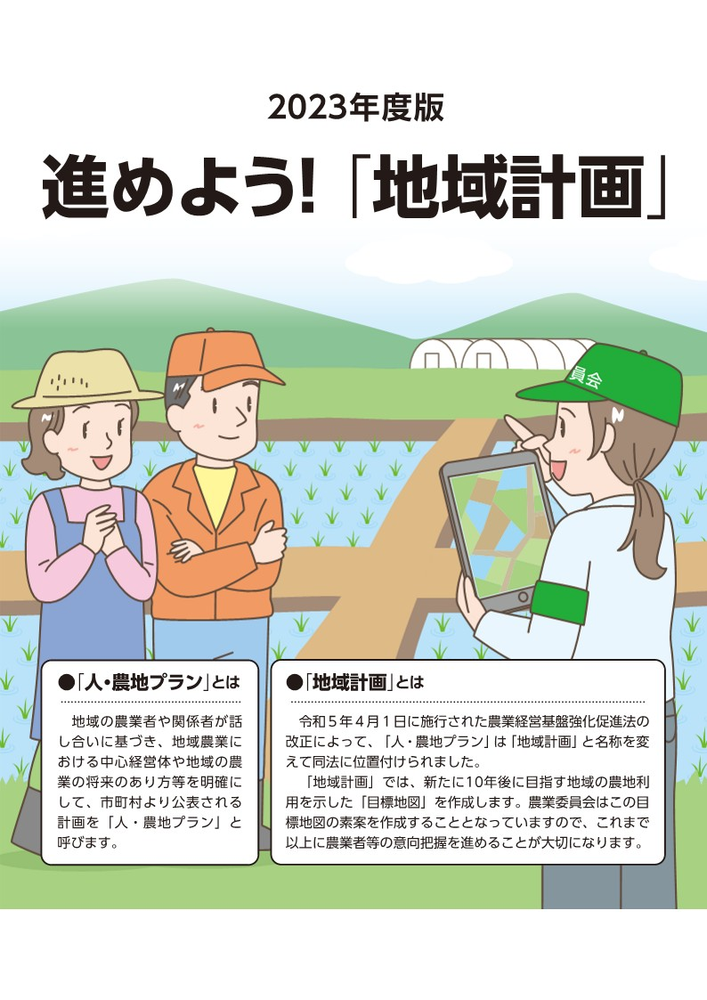 2023年度版
進めよう!「地域計画」
員会
●「人・農地プラン」とは
地域の農業者や関係者が話
し合いに基づき、地域農業に
おける中心経営体や地域の農
業の将来のあり方等を明確に
して、市町村より公表される
計画を「人・農地プラン」と
呼びます。
●「地域計画」とは
令和5年4月1日に施行された農業経営基盤強化促進法の
改正によって、「人・農地プラン」は「地域計画」と名称を変
えて同法に位置付けられました。
「地域計画」では、新たに10年後に目指す地域の農地利
用を示した「目標地図」を作成します。農業委員会はこの目
標地図の素案を作成することとなっていますので、これまで
以上に農業者等の意向把握を進めることが大切になります。